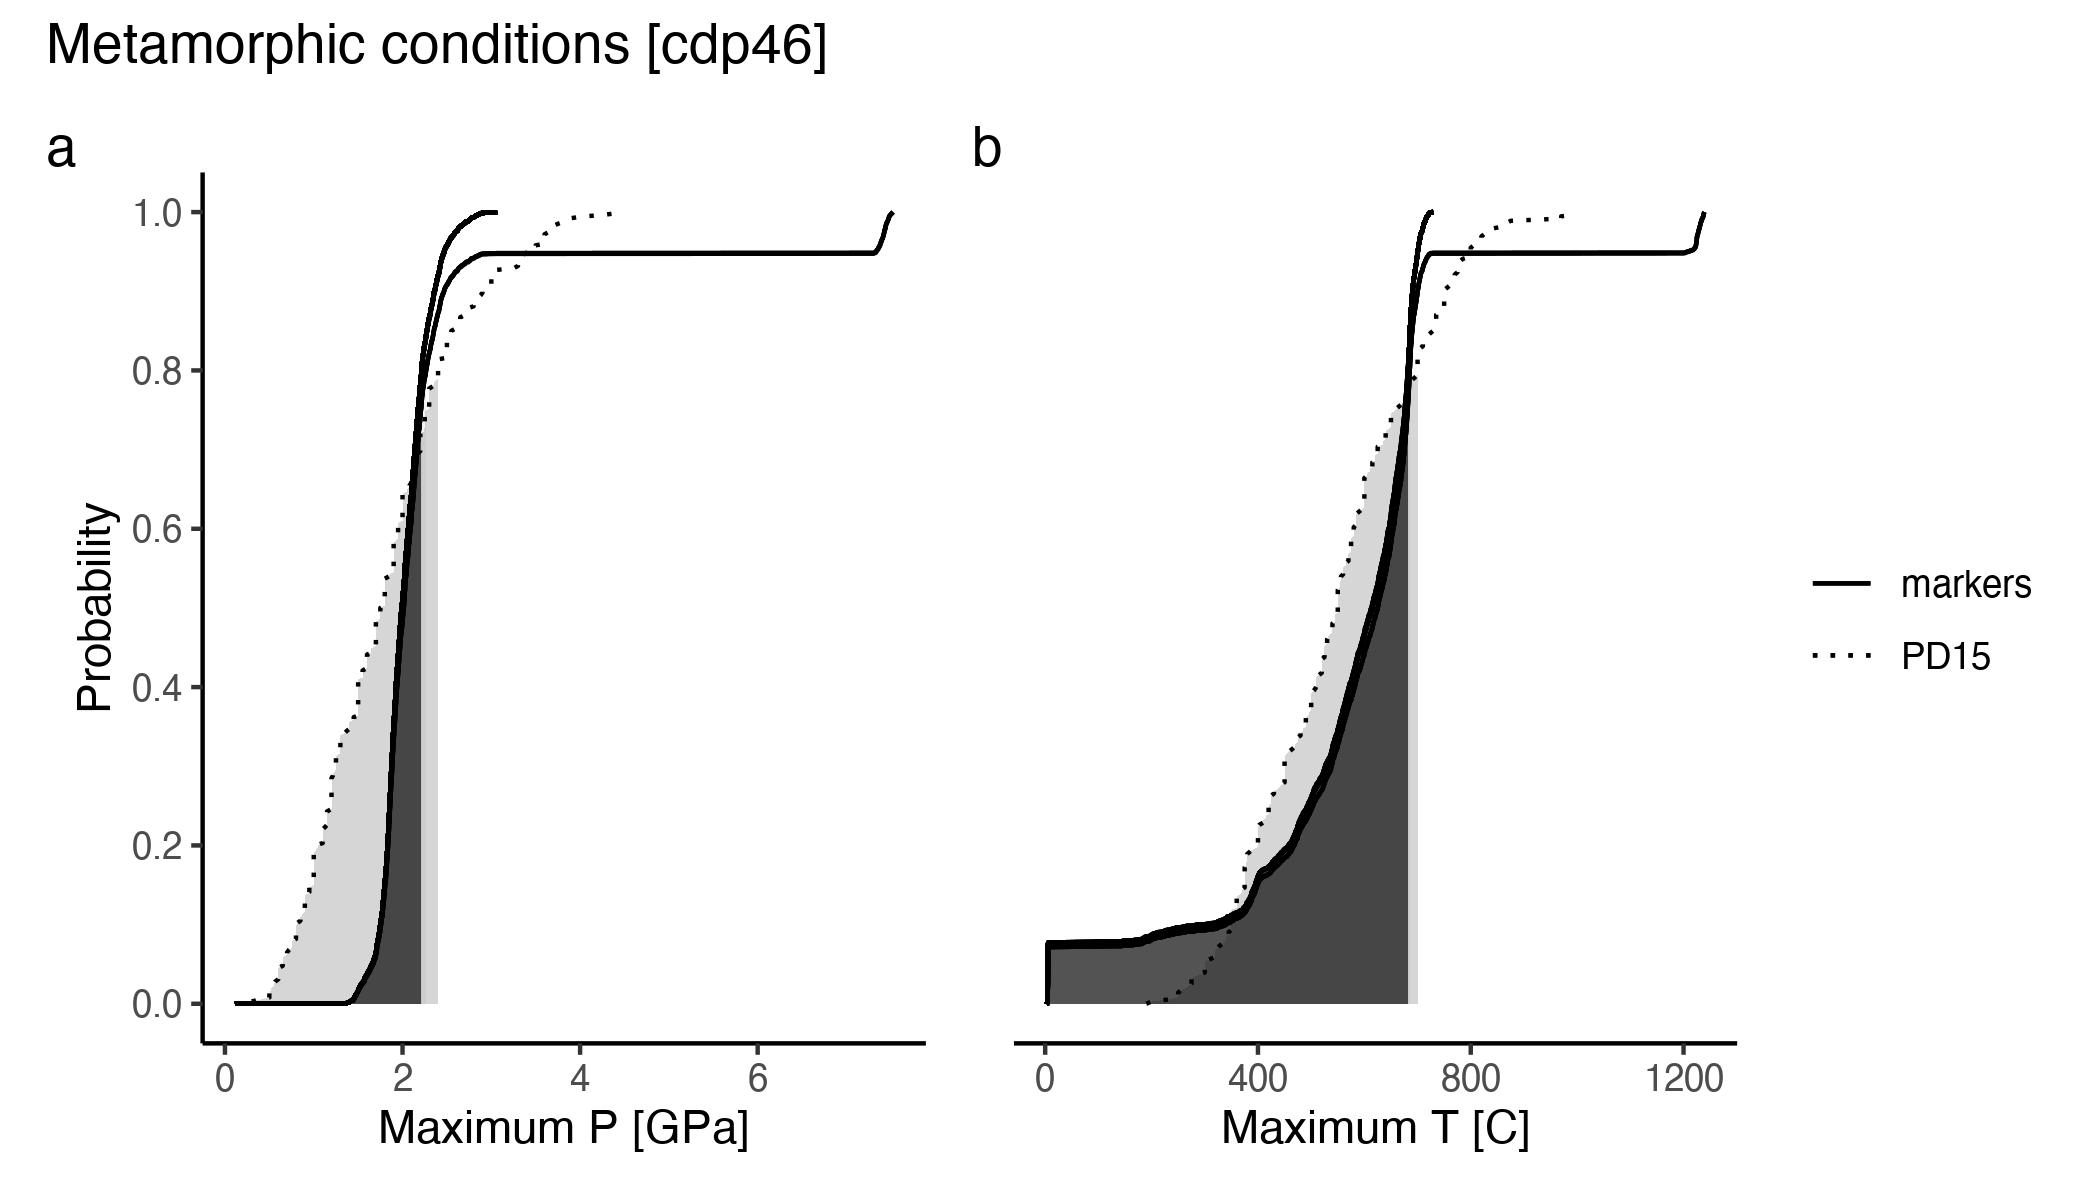 Metamorphic conditions [cdp46]
a
b
Probability
1.0
0.8
0.6
0.4
0.2
0.0
0 2 4 6
Maximum P [GPa]
0 400 800 1200
Maximum T [C]
markers
PD15